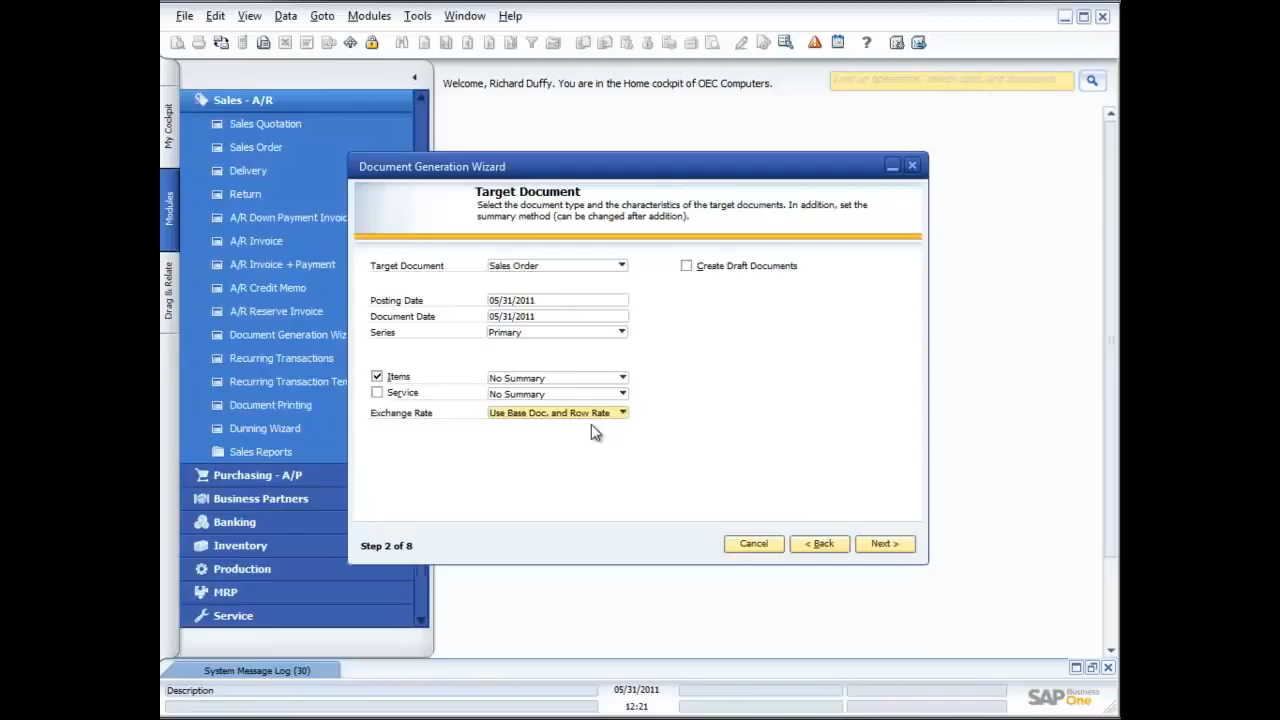 File Edit View Data Goto Modules Tools Window Help
Welcome, Richard Duffy. You are in the Home cockpit of OEC Computers.
My Cockpit
Modules
Drag & Relate
Sales - A/R
Sales Quotation
Sales Order
Delivery
Return
A/R Down Payment Invoic
A/R Invoice
A/R Invoice + Payment
A/R Credit Memo
A/R Reserve Invoice
Document Generation Wiz
Recurring Transactions
Recurring Transaction Ten
Document Printing
Dunning Wizard
Sales Reports
Purchasing - A/P
Business Partners
Banking
Inventory
Production
MRP
Service
Document Generation Wizard
Target Document
Select the document type and the characteristics of the target documents. In addition, set the
summary method (can be changed after addition).
Target Document Sales Order Create Draft Documents
Posting Date 05/31/2011
Document Date 05/31/2011
Series Primary
Items No Summary
Service No Summary
Exchange Rate Use Base Doc. and Row Rate
Step 2 of 8 Cancel < Back Next >
System Message Log (30)
Description 05/31/2011
12:21
SAP Business One